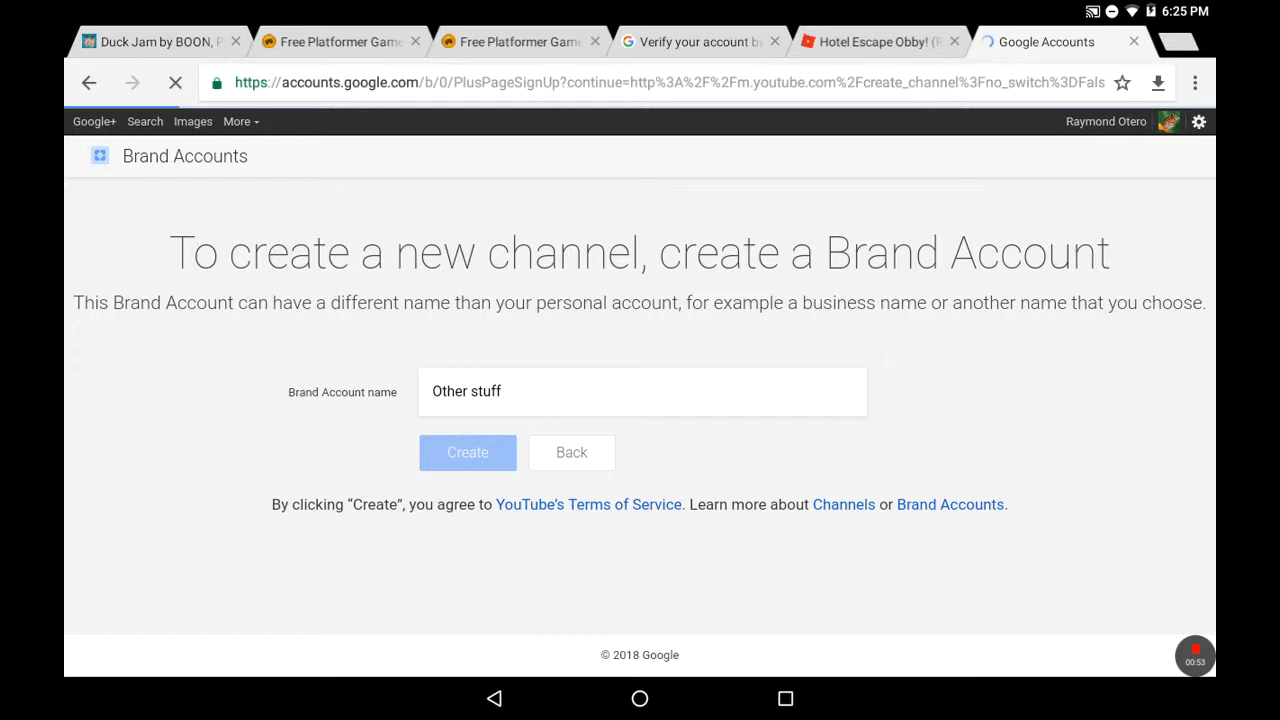 6:25 PM
Duck Jam by BOON, P
Free Platformer Game
Free Platformer Game
Verify your account by
Hotel Escape Obby! (R
Google Accounts
https://accounts.google.com/b/0/PlusPageSignUp?continue=http%3A%2F%2Fm.youtube.com%2Fcreate_channel%3Fno_switch%3DFals
Google+ Search Images More
Raymond Otero
Brand Accounts
To create a new channel, create a Brand Account
This Brand Account can have a different name than your personal account, for example a business name or another name that you choose.
Brand Account name
Other stuff
Create Back
By clicking “Create”, you agree to YouTube’s Terms of Service. Learn more about Channels or Brand Accounts.
© 2018 Google
00:53